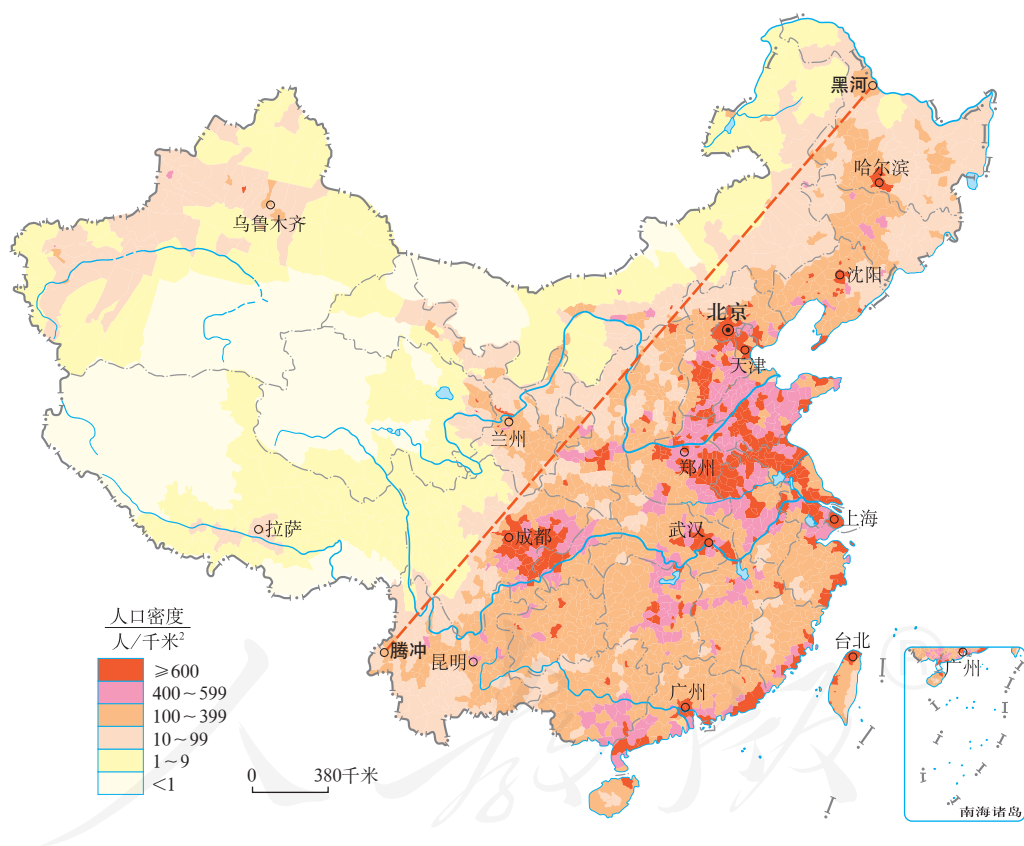 黑河
哈尔滨
乌鲁木齐
沈阳
北京
天津
兰州
郑州
上海
拉萨
成都
武汉
腾冲
昆明
台北
广州
广州
南海诸岛
人口密度
人/千米²
≥600
400～599
100～399
10～99
1～9
<1
0 380千米